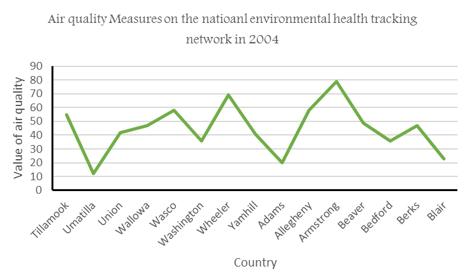 Air quality Measures on the natioanl environmental health tracking
network in 2004
Value of air quality
90
80
70
60
50
40
30
20
10
0
Tillamook
Umatilla
Union
Wallowa
Wasco
Washington
Wheeler
Yamhill
Adams
Allegheny
Armstrong
Beaver
Bedford
Berks
Blair
Country